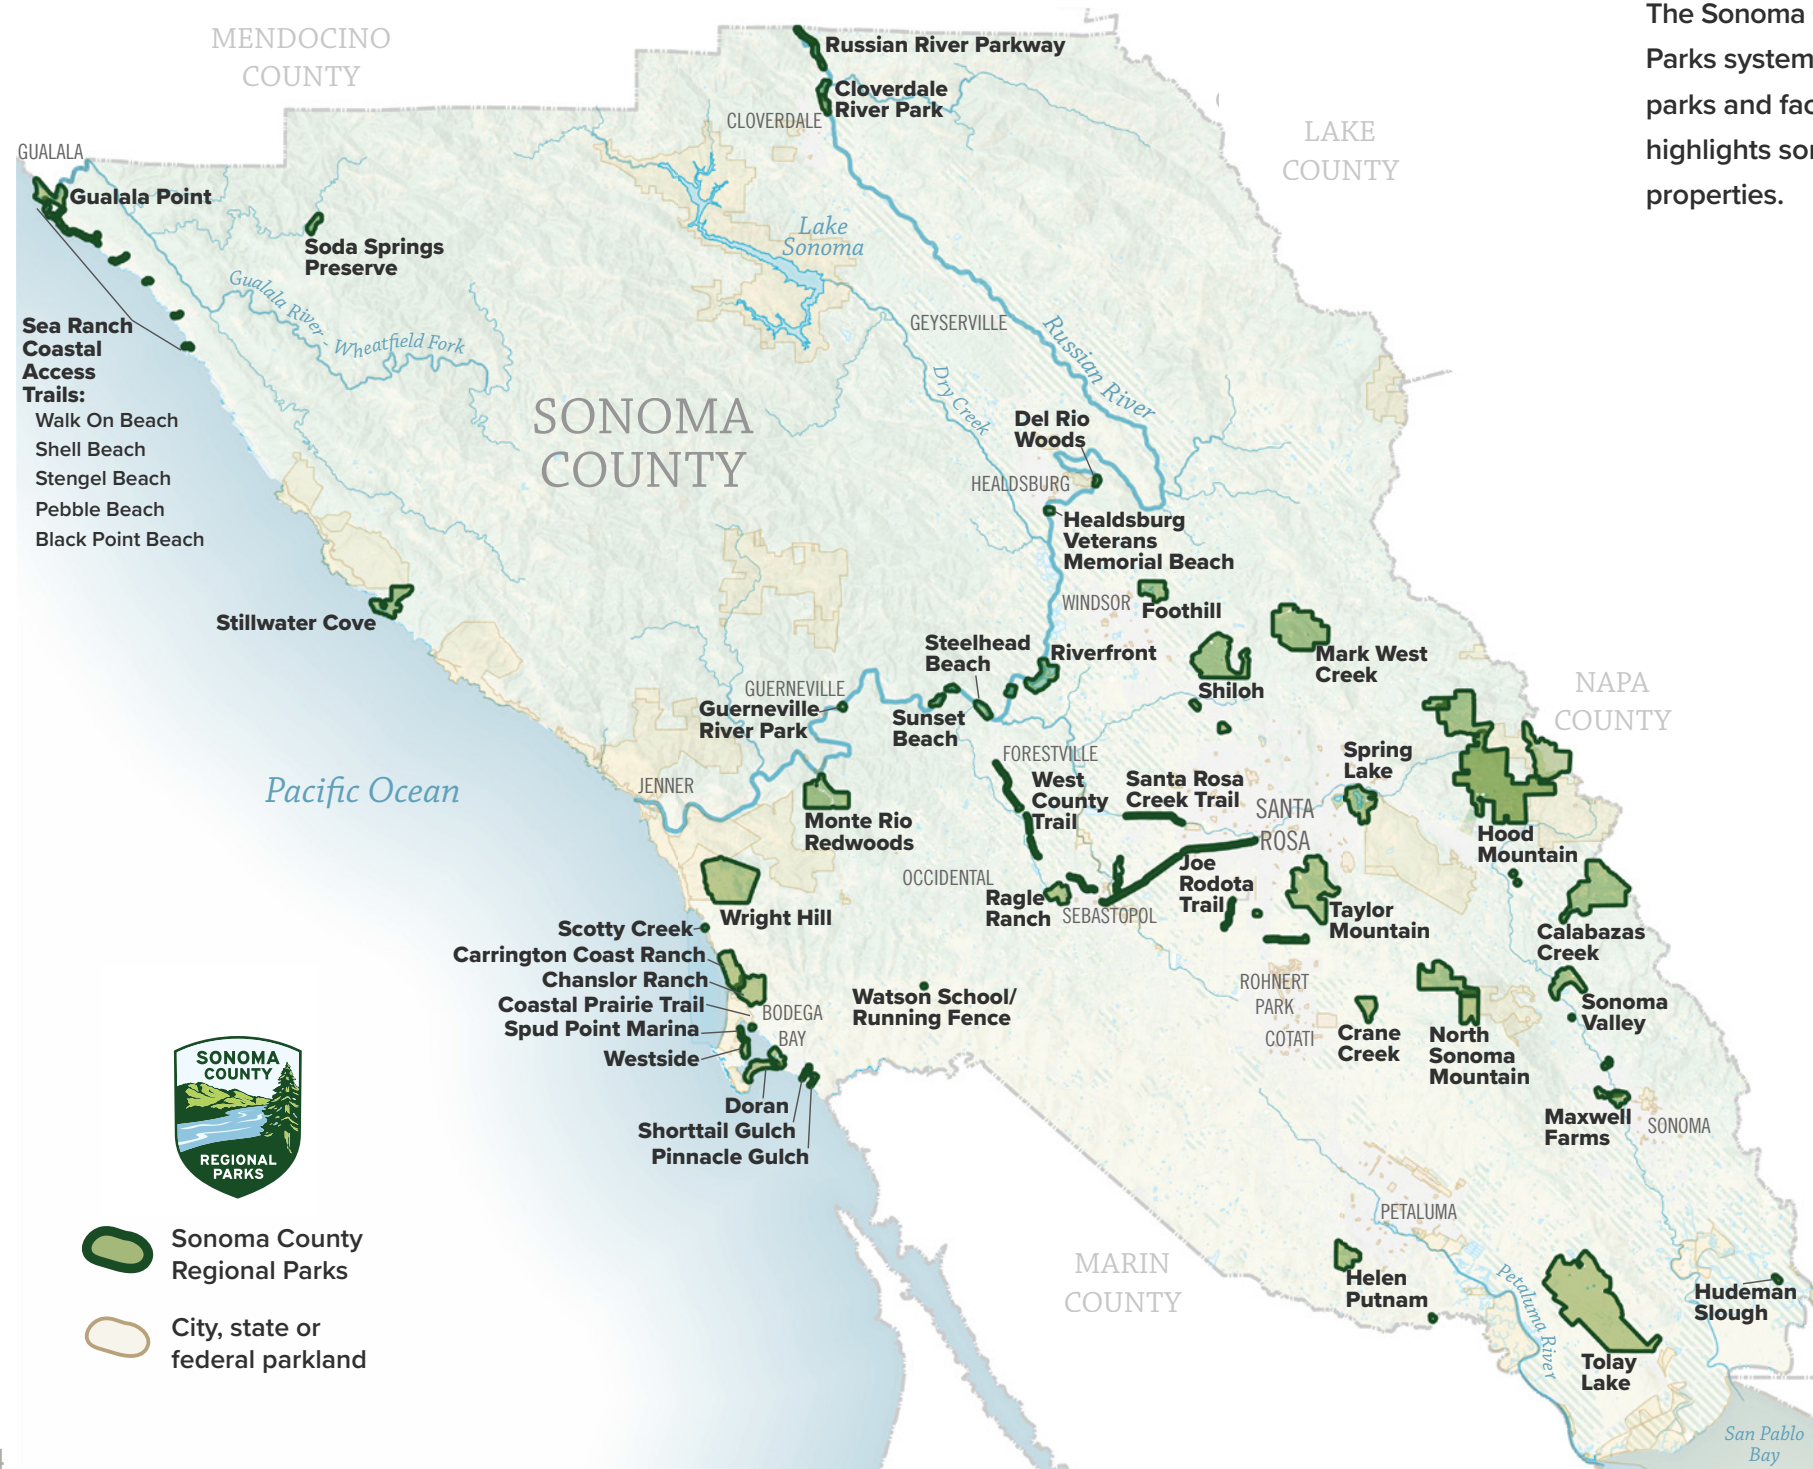 The Sonoma
Parks system
parks and fac
highlights sor
properties.
MENDOCINO
COUNTY
LAKE
COUNTY
NAPA
COUNTY
MARIN
COUNTY
SONOMA
COUNTY
Russian River Parkway
Cloverdale
River Park
CLOVERDALE
GUALALA
Gualala Point
Soda Springs
Preserve
Lake
Sonoma
Gualala River - Wheatfield Fork
GEYSERVILLE
Russian River
Dry Creek
Sea Ranch
Coastal
Access
Trails:
Walk On Beach
Shell Beach
Stengel Beach
Pebble Beach
Black Point Beach
Del Rio
Woods
HEALDSBURG
Healdsburg
Veterans
Memorial Beach
Stillwater Cove
WINDSOR
Foothill
Steelhead
Beach
Riverfront
Mark West
Creek
Shiloh
GUERNEVILLE
Guerneville
River Park
Sunset
Beach
FORESTVILLE
West
County
Trail
Santa Rosa
Creek Trail
Spring
Lake
SANTA
ROSA
Hood
Mountain
Pacific Ocean
JENNER
Monte Rio
Redwoods
OCCIDENTAL
Ragle
Ranch
SEBASTOPOL
Joe
Rodota
Trail
Taylor
Mountain
Calabazas
Creek
Wright Hill
Scotty Creek
Carrington Coast Ranch
Chanslor Ranch
Coastal Prairie Trail
Spud Point Marina
Westside
BODEGA
BAY
Watson School/
Running Fence
ROHNERT
PARK
COTATI
Crane
Creek
North
Sonoma
Mountain
Sonoma
Valley
Doran
Shorttail Gulch
Pinnacle Gulch
Maxwell
Farms
SONOMA
PETALUMA
Helen
Putnam
Petaluma River
Tolay
Lake
Hudeman
Slough
San Pablo
Bay
SONOMA
COUNTY
REGIONAL
PARKS
Sonoma County
Regional Parks
City, state or
federal parkland